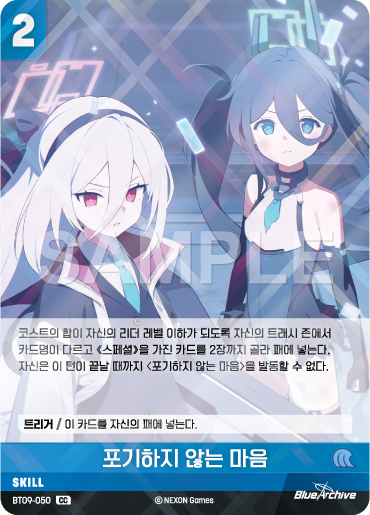 2
SAMPLE
코스트의 합이 자신의 리더 레벨 이하가 되도록 자신의 트래시 존에서
카드명이 다르고 《스페셜》을 가진 카드를 2장까지 골라 패에 넣는다.
자신은 이 턴이 끝날 때까지 〈포기하지 않는 마음〉을 발동할 수 없다.
트리거 / 이 카드를 자신의 패에 넣는다.
포기하지 않는 마음
SKILL
BT09-050 CC
© NEXON Games
BlueArchive